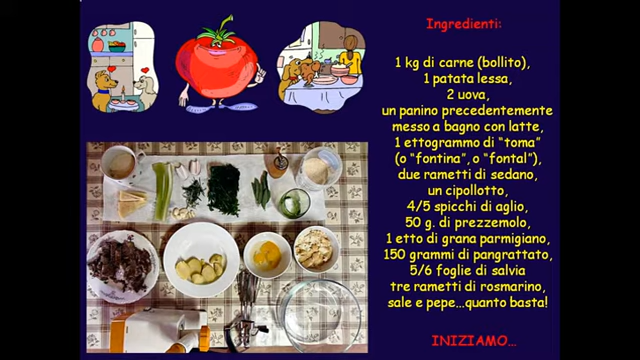 Ingredienti:
1 kg di carne (bollito),
1 patata lessa,
2 uova,
un panino precedentemente
messo a bagno con latte,
1 ettogrammo di "toma"
(o "fontina", o "fontal"),
due rametti di sedano,
un cipollotto,
4/5 spicchi di aglio,
50 g. di prezzemolo,
1 etto di grana parmigiano,
150 grammi di pangrattato,
5/6 foglie di salvia
tre rametti di rosmarino,
sale e pepe...quanto basta!
INIZIAMO...